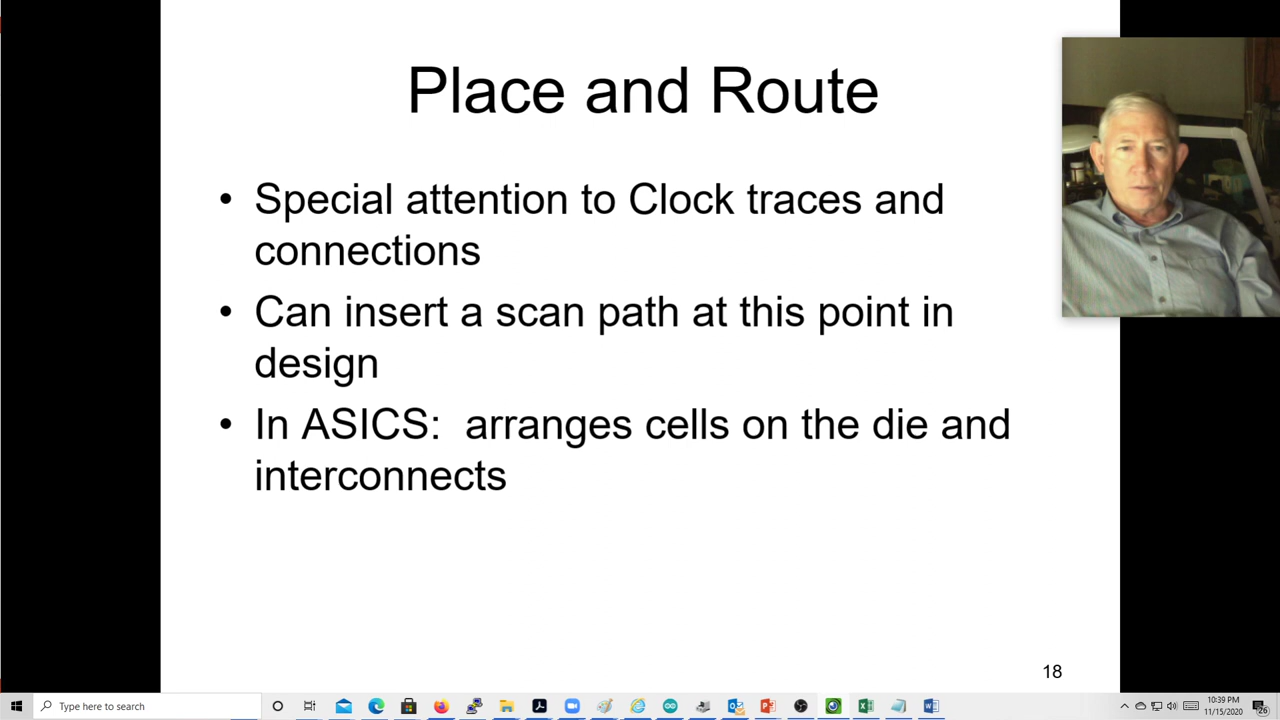 Place and Route
• Special attention to Clock traces and
connections
• Can insert a scan path at this point in
design
• In ASICS:  arranges cells on the die and
interconnects
18
Type here to search
10:39 PM
11/15/2020
26